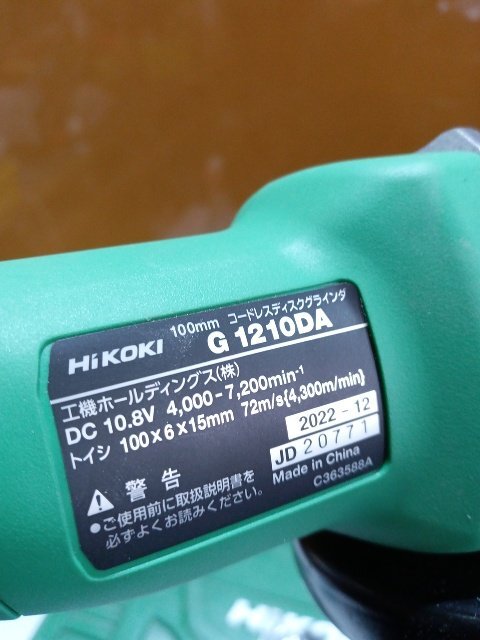 100mm コードレスディスクグラインダ
HiKOKI G 1210DA
工機ホールディングス(株)
DC 10.8V 4,000-7,200min⁻¹
トイシ 100×6×15mm 72m/s{4,300m/min}
2022-12
JD 20771
Made in China
C363588A
警告
●ご使用前に取扱説明書を
必ずよくお読みください。
HiKO